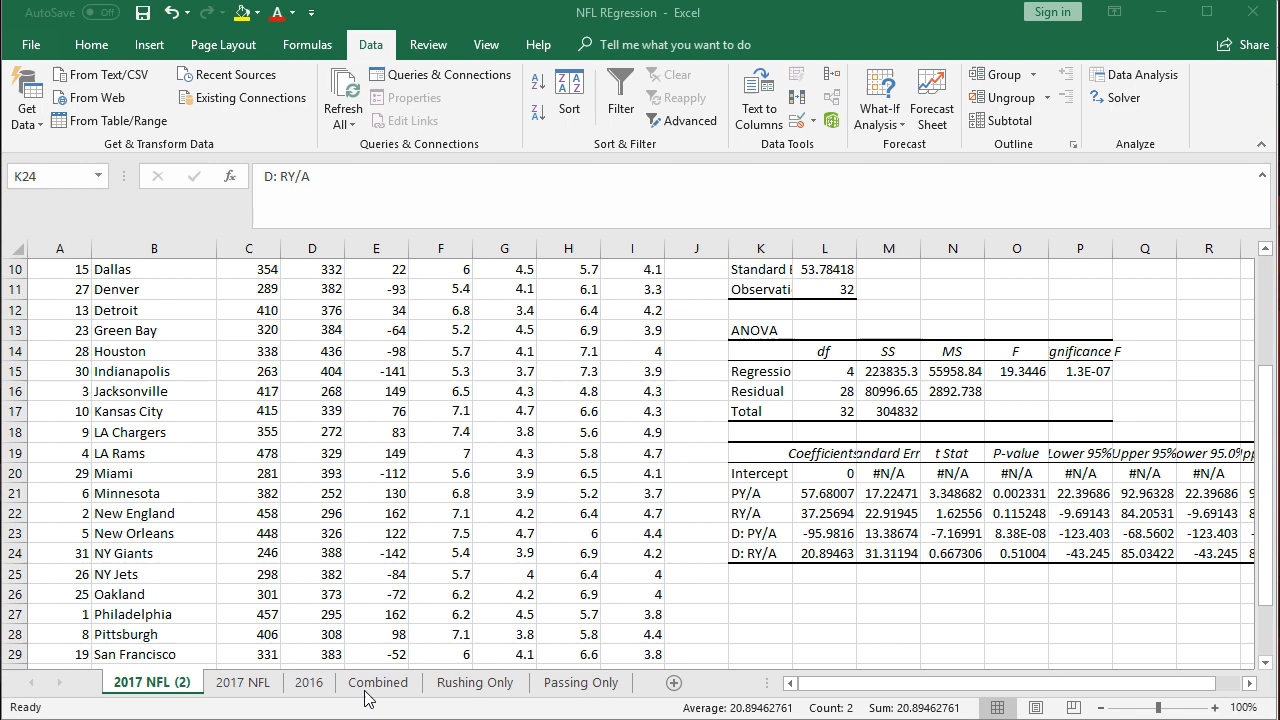 AutoSave Off NFL REgression - Excel Sign in
File Home Insert Page Layout Formulas Data Review View Help Tell me what you want to do Share
Get Data From Text/CSV From Web From Table/Range Recent Sources Existing Connections
Refresh All Queries & Connections Properties Edit Links
Sort Filter Clear Reapply Advanced
Text to Columns What-If Analysis Forecast Sheet
Group Ungroup Subtotal Data Analysis Solver
Get & Transform Data Queries & Connections Sort & Filter Data Tools Forecast Outline Analyze
K24 fx D: RY/A
A B C D E F G H I J K L M N O P Q R
10 15 Dallas 354 332 22 6 4.5 5.7 4.1 Standard E 53.78418
11 27 Denver 289 382 -93 5.4 4.1 6.1 3.3 Observati 32
12 13 Detroit 410 376 34 6.8 3.4 6.4 4.2
13 23 Green Bay 320 384 -64 5.2 4.5 6.9 3.9 ANOVA
14 28 Houston 338 436 -98 5.7 4.1 7.1 4 df SS MS F gnificance F
15 30 Indianapolis 263 404 -141 5.3 3.7 7.3 3.9 Regressio 4 223835.3 55958.84 19.3446 1.3E-07
16 3 Jacksonville 417 268 149 6.5 4.3 4.8 4.3 Residual 28 80996.65 2892.738
17 10 Kansas City 415 339 76 7.1 4.7 6.6 4.3 Total 32 304832
18 9 LA Chargers 355 272 83 7.4 3.8 5.6 4.9
19 4 LA Rams 478 329 149 7 4.3 5.8 4.7 Coefficients andard Err t Stat P-value Lower 95% Upper 95% ower 95.0%
20 29 Miami 281 393 -112 5.6 3.9 6.5 4.1 Intercept 0 #N/A #N/A #N/A #N/A #N/A #N/A
21 6 Minnesota 382 252 130 6.8 3.9 5.2 3.7 PY/A 57.68007 17.22471 3.348682 0.002331 22.39686 92.96328 22.39686 9
22 2 New England 458 296 162 7.1 4.2 6.4 4.7 RY/A 37.25694 22.91945 1.62556 0.115248 -9.69143 84.20531 -9.69143 8
23 5 New Orleans 448 326 122 7.5 4.7 6 4.4 D: PY/A -95.9816 13.38674 -7.16991 8.38E-08 -123.403 -68.5602 -123.403 -
24 31 NY Giants 246 388 -142 5.4 3.9 6.9 4.2 D: RY/A 20.89463 31.31194 0.667306 0.51004 -43.245 85.03422 -43.245 8
25 26 NY Jets 298 382 -84 5.7 4 6.4 4
26 25 Oakland 301 373 -72 6.2 4.2 6.9 4
27 1 Philadelphia 457 295 162 6.2 4.5 5.7 3.8
28 8 Pittsburgh 406 308 98 7.1 3.8 5.8 4.4
29 19 San Francisco 331 383 -52 6 4.1 6.6 3.8
2017 NFL (2) 2017 NFL 2016 Combined Rushing Only Passing Only
Ready Average: 20.89462761 Count: 2 Sum: 20.89462761 100%